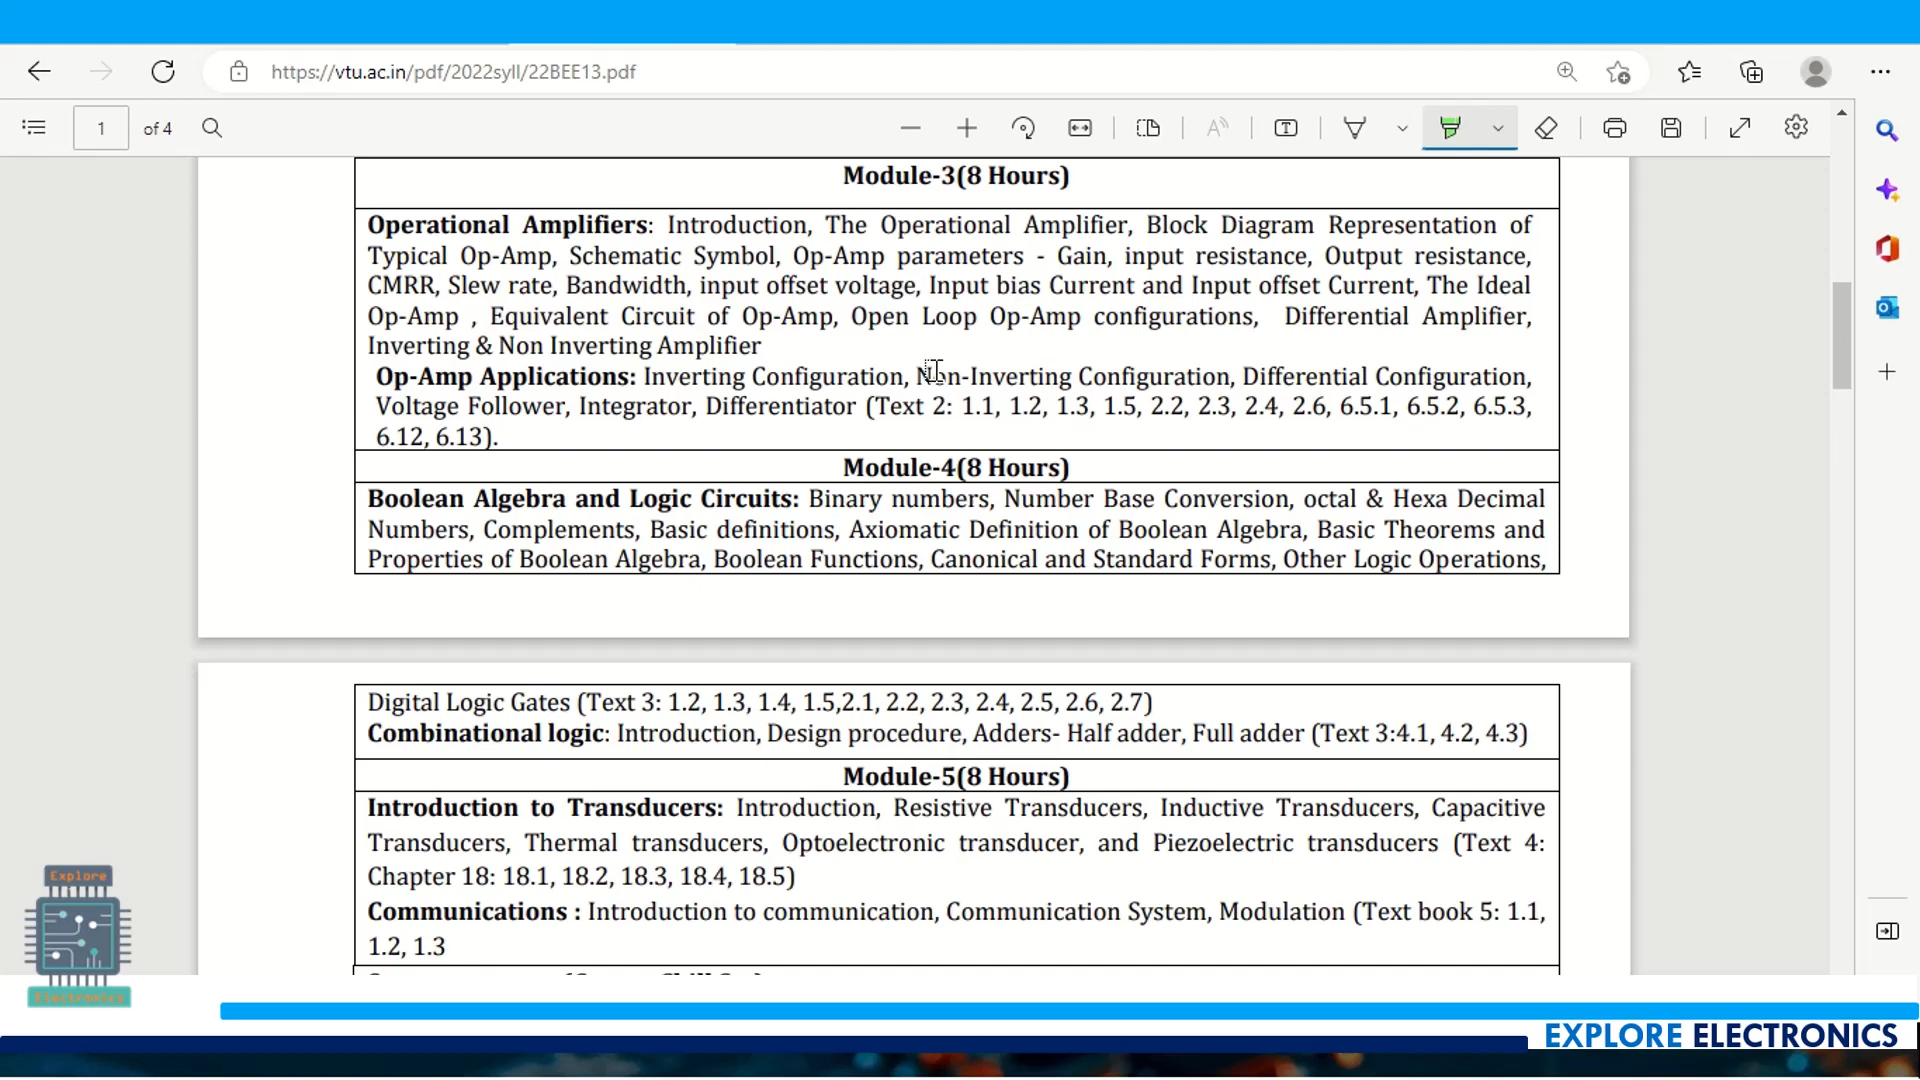 https://vtu.ac.in/pdf/2022syll/22BEE13.pdf
1 of 4
Module-3(8 Hours)
Operational Amplifiers: Introduction, The Operational Amplifier, Block Diagram Representation of
Typical Op-Amp, Schematic Symbol, Op-Amp parameters - Gain, input resistance, Output resistance,
CMRR, Slew rate, Bandwidth, input offset voltage, Input bias Current and Input offset Current, The Ideal
Op-Amp , Equivalent Circuit of Op-Amp, Open Loop Op-Amp configurations, Differential Amplifier,
Inverting & Non Inverting Amplifier
Op-Amp Applications: Inverting Configuration, Non-Inverting Configuration, Differential Configuration,
Voltage Follower, Integrator, Differentiator (Text 2: 1.1, 1.2, 1.3, 1.5, 2.2, 2.3, 2.4, 2.6, 6.5.1, 6.5.2, 6.5.3,
6.12, 6.13).
Module-4(8 Hours)
Boolean Algebra and Logic Circuits: Binary numbers, Number Base Conversion, octal & Hexa Decimal
Numbers, Complements, Basic definitions, Axiomatic Definition of Boolean Algebra, Basic Theorems and
Properties of Boolean Algebra, Boolean Functions, Canonical and Standard Forms, Other Logic Operations,
Digital Logic Gates (Text 3: 1.2, 1.3, 1.4, 1.5,2.1, 2.2, 2.3, 2.4, 2.5, 2.6, 2.7)
Combinational logic: Introduction, Design procedure, Adders- Half adder, Full adder (Text 3:4.1, 4.2, 4.3)
Module-5(8 Hours)
Introduction to Transducers: Introduction, Resistive Transducers, Inductive Transducers, Capacitive
Transducers, Thermal transducers, Optoelectronic transducer, and Piezoelectric transducers (Text 4:
Chapter 18: 18.1, 18.2, 18.3, 18.4, 18.5)
Communications : Introduction to communication, Communication System, Modulation (Text book 5: 1.1,
1.2, 1.3
Explore
Electronics
EXPLORE ELECTRONICS